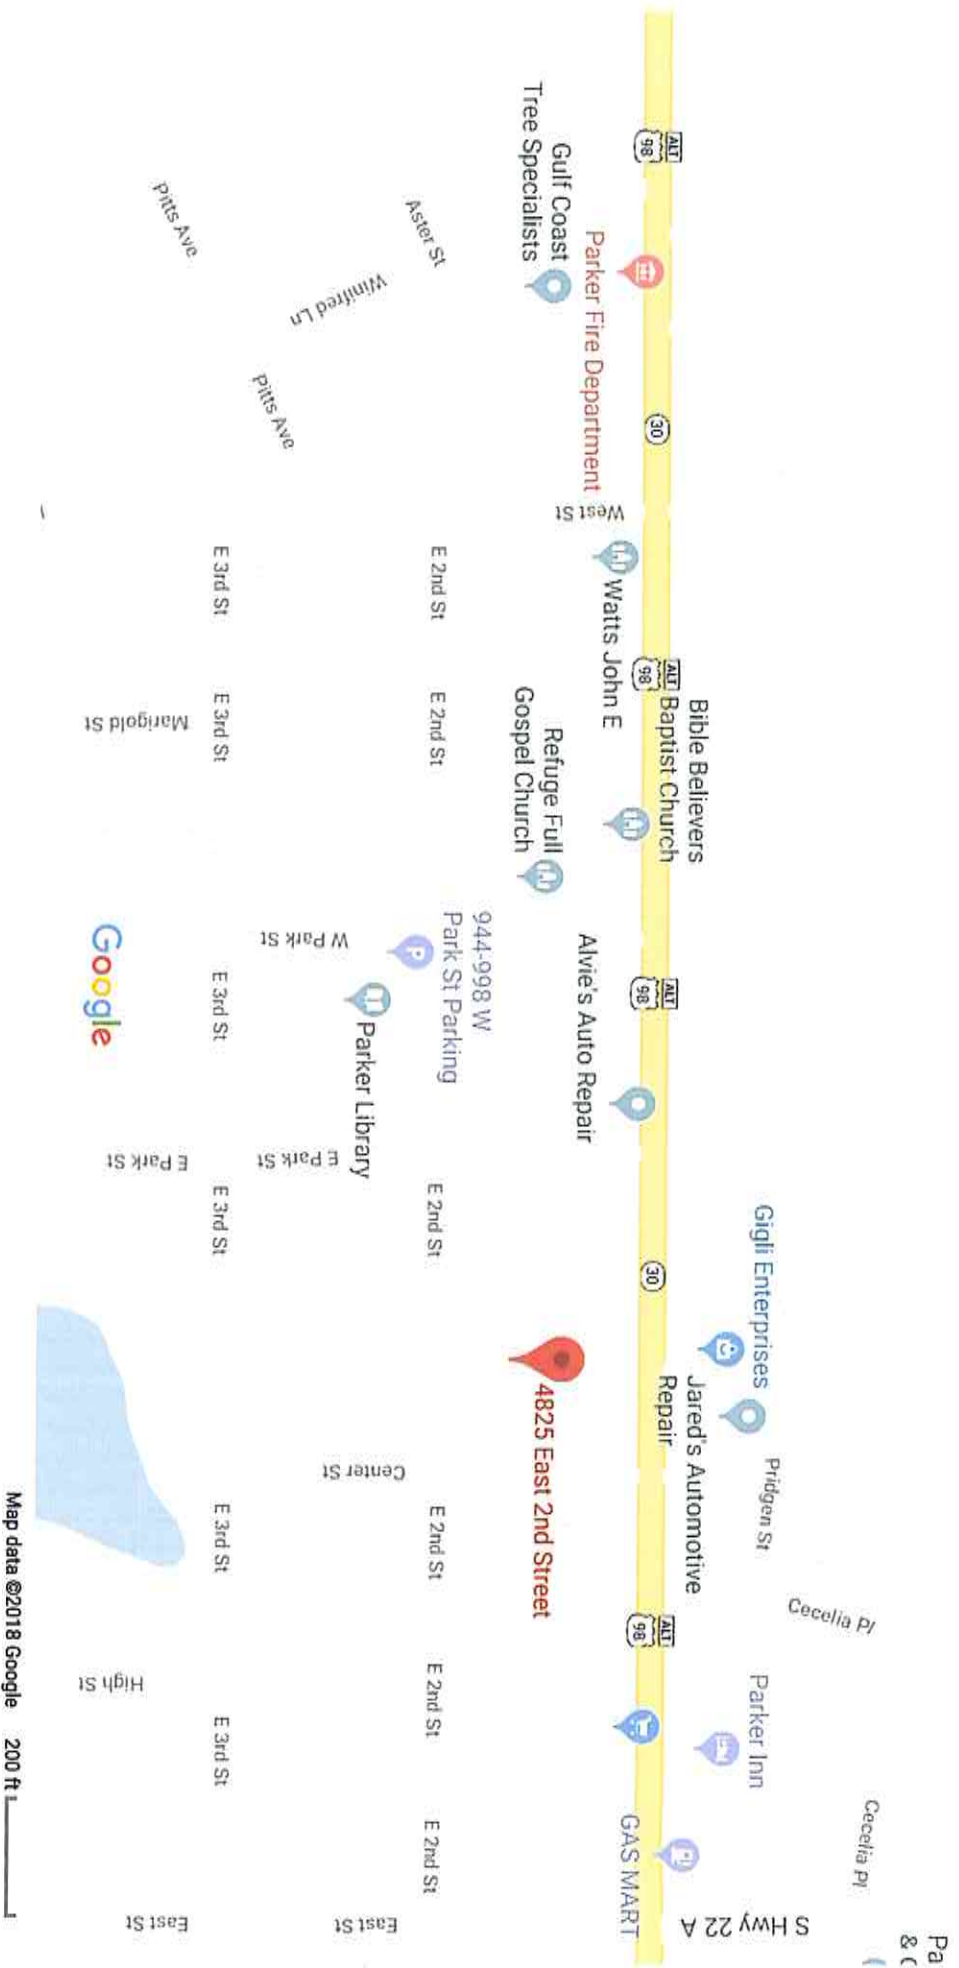 Pa
& (
Cecelia Pl
Cecelia Pl
S Hwy 22 A
Gigli Enterprises
Pridgen St
Parker Inn
Bible Believers
Baptist Church
Jared's Automotive
Repair
ALT
98
30
ALT
98
ALT
98
30
ALT
98
GAS MART
Parker Fire Department
West St
Watts John E
Alvie's Auto Repair
Gulf Coast
Tree Specialists
Refuge Full
Gospel Church
4825 East 2nd Street
944-998 W
Park St Parking
P
Aster St
E 2nd St
E 2nd St
E 2nd St
E 2nd St
E 2nd St
E 2nd St
Parker Library
Winifred Ln
W Park St
E Park St
Center St
East St
Pitts Ave
E 3rd St
E 3rd St
E 3rd St
E 3rd St
E 3rd St
E 3rd St
Pitts Ave
Marigold St
E Park St
High St
East St
Google
Map data ©2018 Google 200 ft